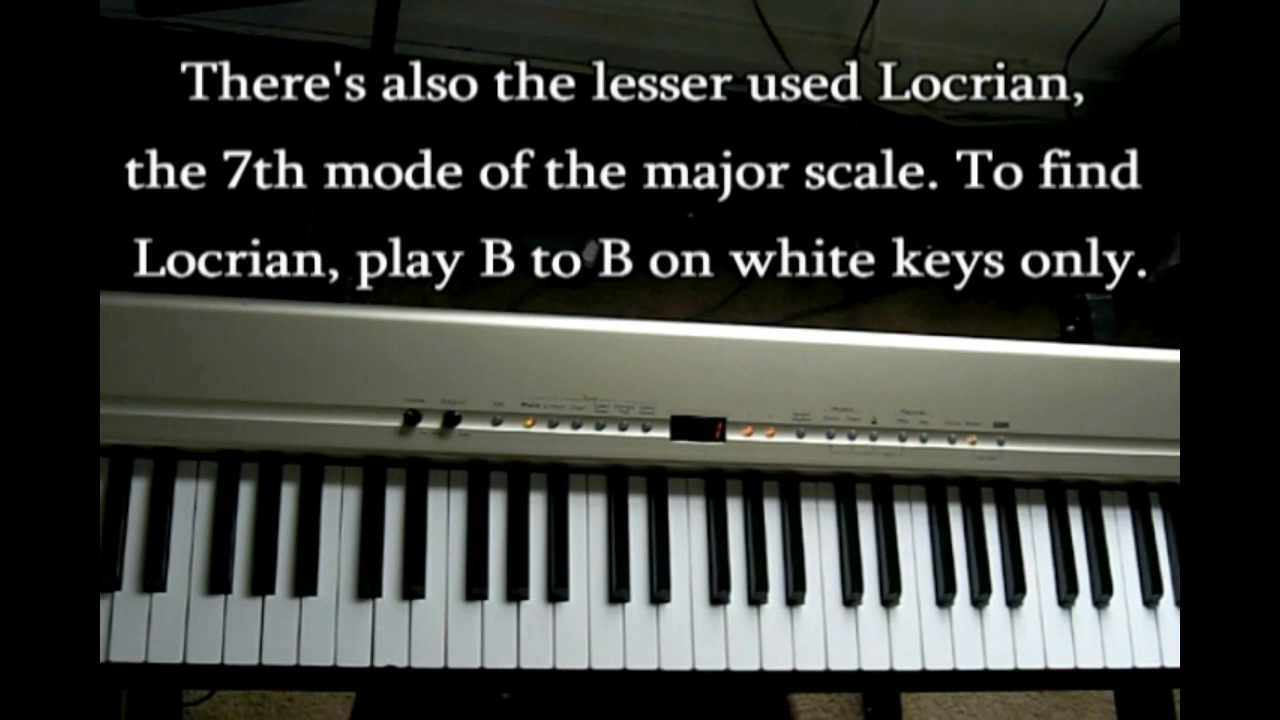 There's also the lesser used Locrian,
the 7th mode of the major scale. To find
Locrian, play B to B on white keys only.